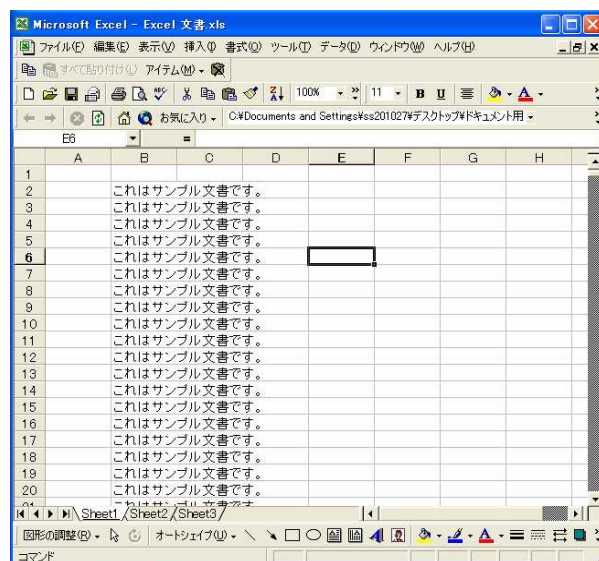 Microsoft Excel - Excel 文書.xls
ファイル(F) 編集(E) 表示(V) 挿入(I) 書式(O) ツール(T) データ(D) ウィンドウ(W) ヘルプ(H)
すべて貼り付け(L) アイテム(M)
100% 11 B U A
お気に入り C:¥Documents and Settings¥ss201027¥デスクトップ¥ドキュメント用
E6 =
A B C D E F G H
1
2 これはサンプル文書です。
3 これはサンプル文書です。
4 これはサンプル文書です。
5 これはサンプル文書です。
6 これはサンプル文書です。
7 これはサンプル文書です。
8 これはサンプル文書です。
9 これはサンプル文書です。
10 これはサンプル文書です。
11 これはサンプル文書です。
12 これはサンプル文書です。
13 これはサンプル文書です。
14 これはサンプル文書です。
15 これはサンプル文書です。
16 これはサンプル文書です。
17 これはサンプル文書です。
18 これはサンプル文書です。
19 これはサンプル文書です。
20 これはサンプル文書です。
21 これはサンプル文書です。
Sheet1 Sheet2 Sheet3
図形の調整(R) オートシェイプ(U) A A
コマンド